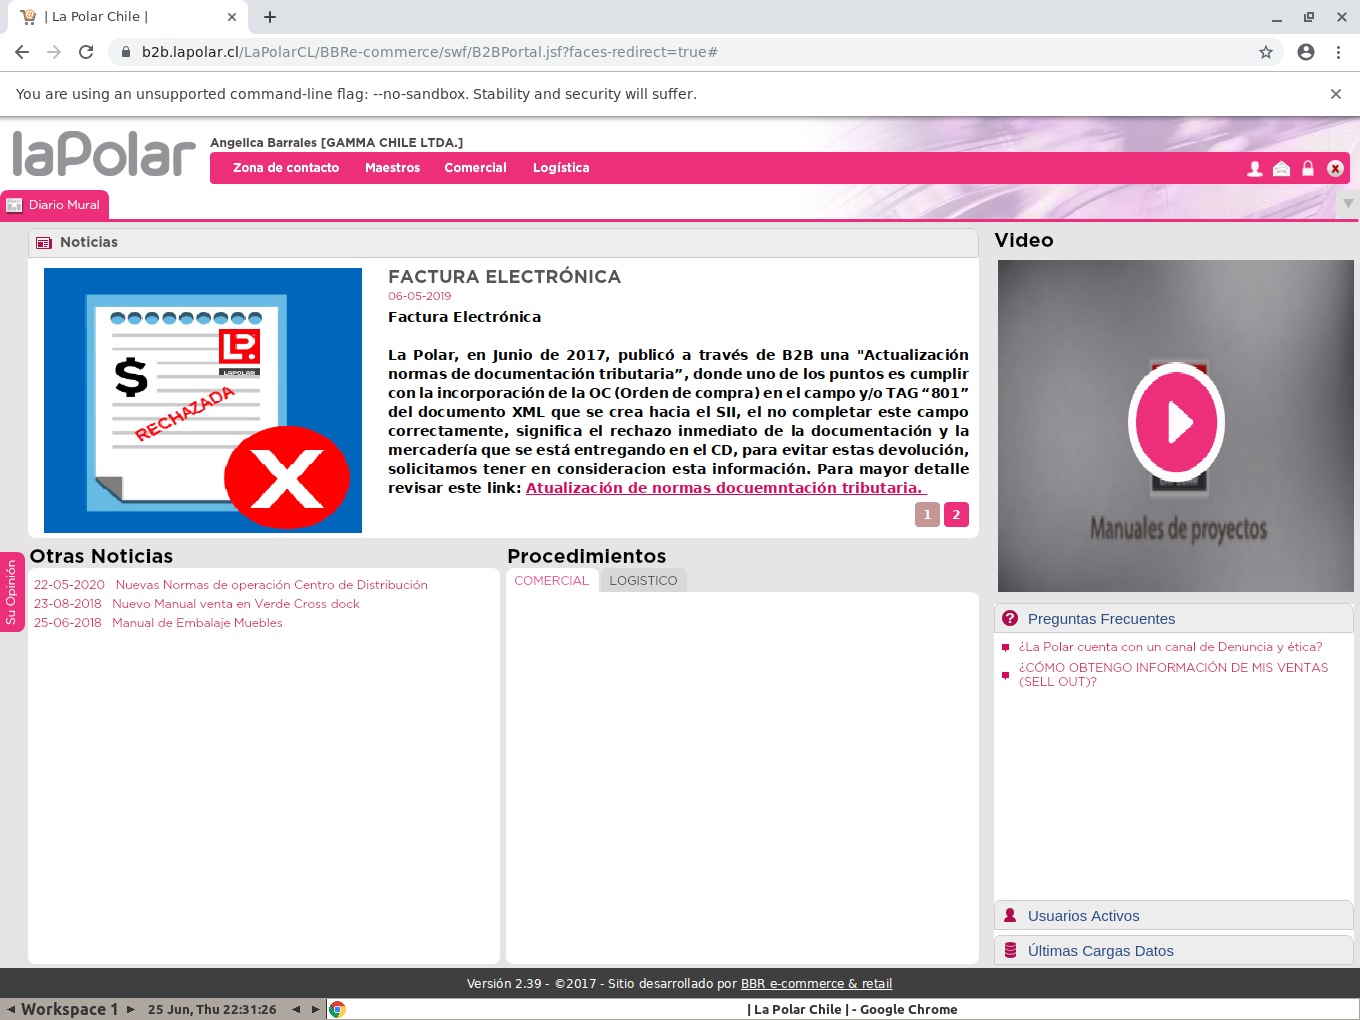 | La Polar Chile |
b2b.lapolar.cl/LaPolarCL/BBRe-commerce/swf/B2BPortal.jsf?faces-redirect=true#
You are using an unsupported command-line flag: --no-sandbox. Stability and security will suffer.
laPolar
Angelica Barrales [GAMMA CHILE LTDA.]
Zona de contacto Maestros Comercial Logística
Diario Mural
Noticias
$
LP
LAPOLAR!
RECHAZADA
X
FACTURA ELECTRÓNICA
06-05-2019
Factura Electrónica
La Polar, en Junio de 2017, publicó a través de B2B una "Actualización
normas de documentación tributaria”, donde uno de los puntos es cumplir
con la incorporación de la OC (Orden de compra) en el campo y/o TAG “801”
del documento XML que se crea hacia el SII, el no completar este campo
correctamente, significa el rechazo inmediato de la documentación y la
mercadería que se está entregando en el CD, para evitar estas devolución,
solicitamos tener en consideracion esta información. Para mayor detalle
revisar este link: Atualización de normas docuemntación tributaria.
1 2
Video
Manuales de proyectos
Su Opinión
Otras Noticias
22-05-2020 Nuevas Normas de operación Centro de Distribución
23-08-2018 Nuevo Manual venta en Verde Cross dock
25-06-2018 Manual de Embalaje Muebles
Procedimientos
COMERCIAL LOGISTICO
Preguntas Frecuentes
¿La Polar cuenta con un canal de Denuncia y ética?
¿CÓMO OBTENGO INFORMACIÓN DE MIS VENTAS
(SELL OUT)?
Usuarios Activos
Últimas Cargas Datos
Versión 2.39 - ©2017 - Sitio desarrollado por BBR e-commerce & retail
Workspace 1 25 Jun, Thu 22:31:26 | La Polar Chile | - Google Chrome